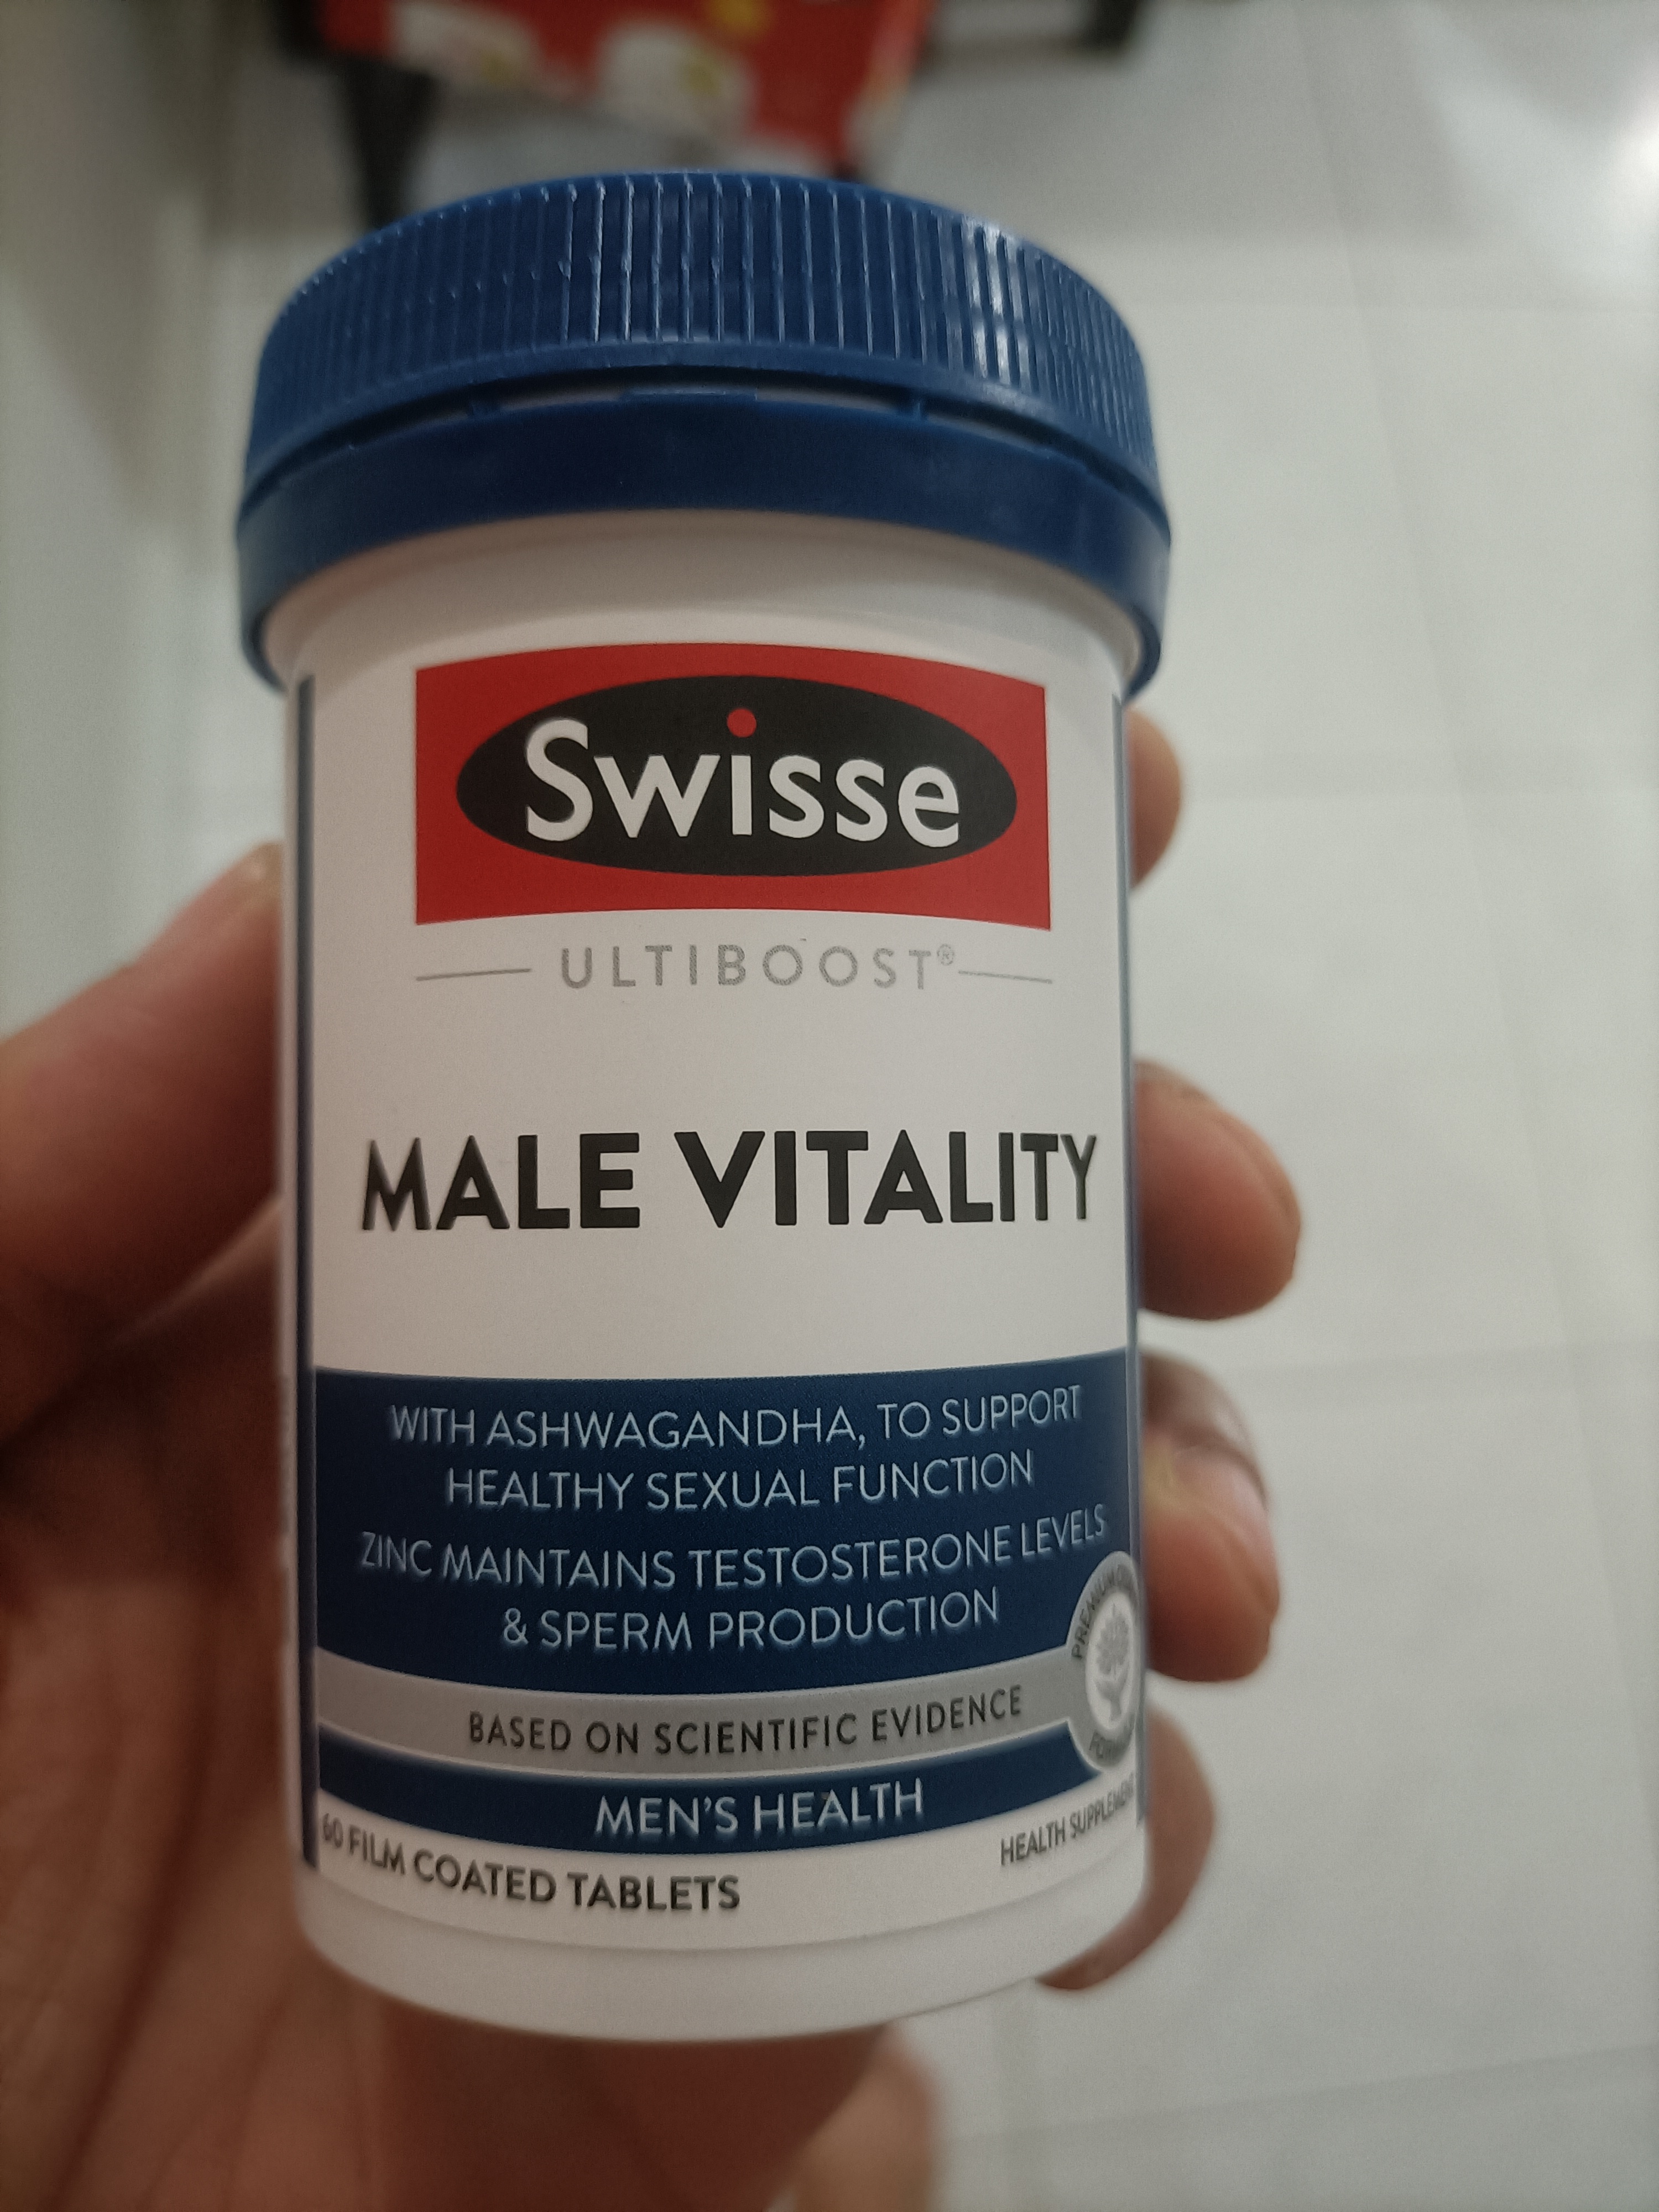 Swisse
ULTIBOOST®
MALE VITALITY
WITH ASHWAGANDHA, TO SUPPORT
HEALTHY SEXUAL FUNCTION
ZINC MAINTAINS TESTOSTERONE LEVELS
& SPERM PRODUCTION
PREMIUM
BASED ON SCIENTIFIC EVIDENCE
MEN'S HEALTH
60 FILM COATED TABLETS
HEALTH SUPPLEMENT